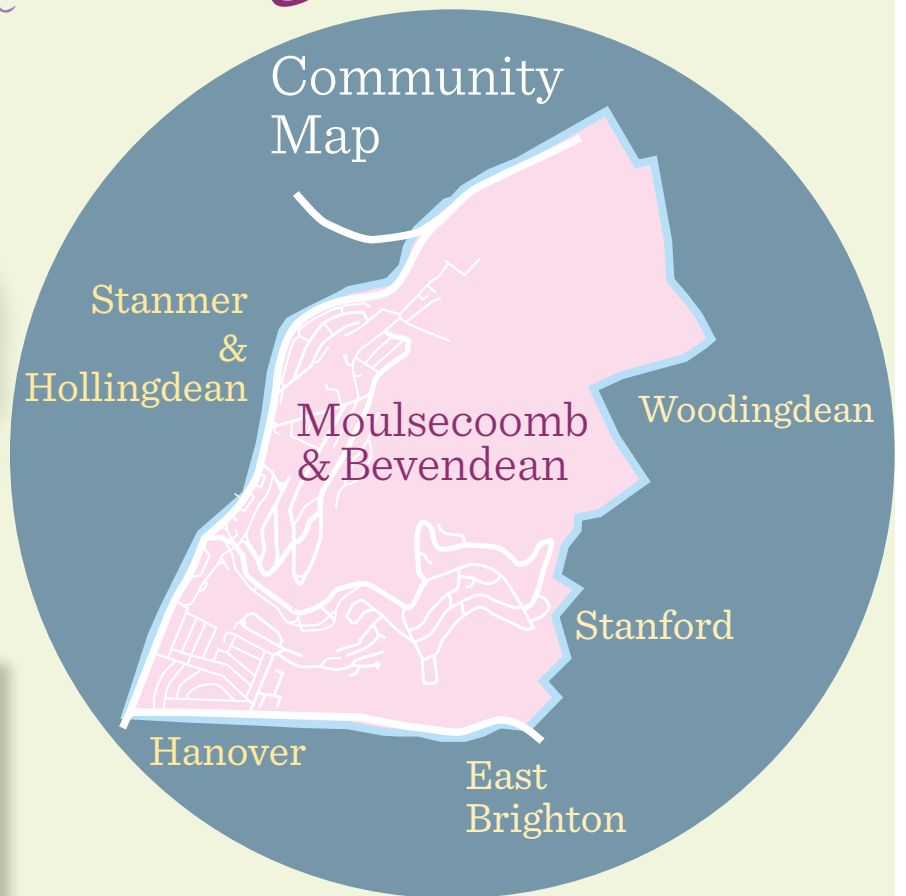 Community
Map
Stanmer
&
Hollingdean
Moulsecoomb
& Bevendean
Woodingdean
Stanford
Hanover
East
Brighton